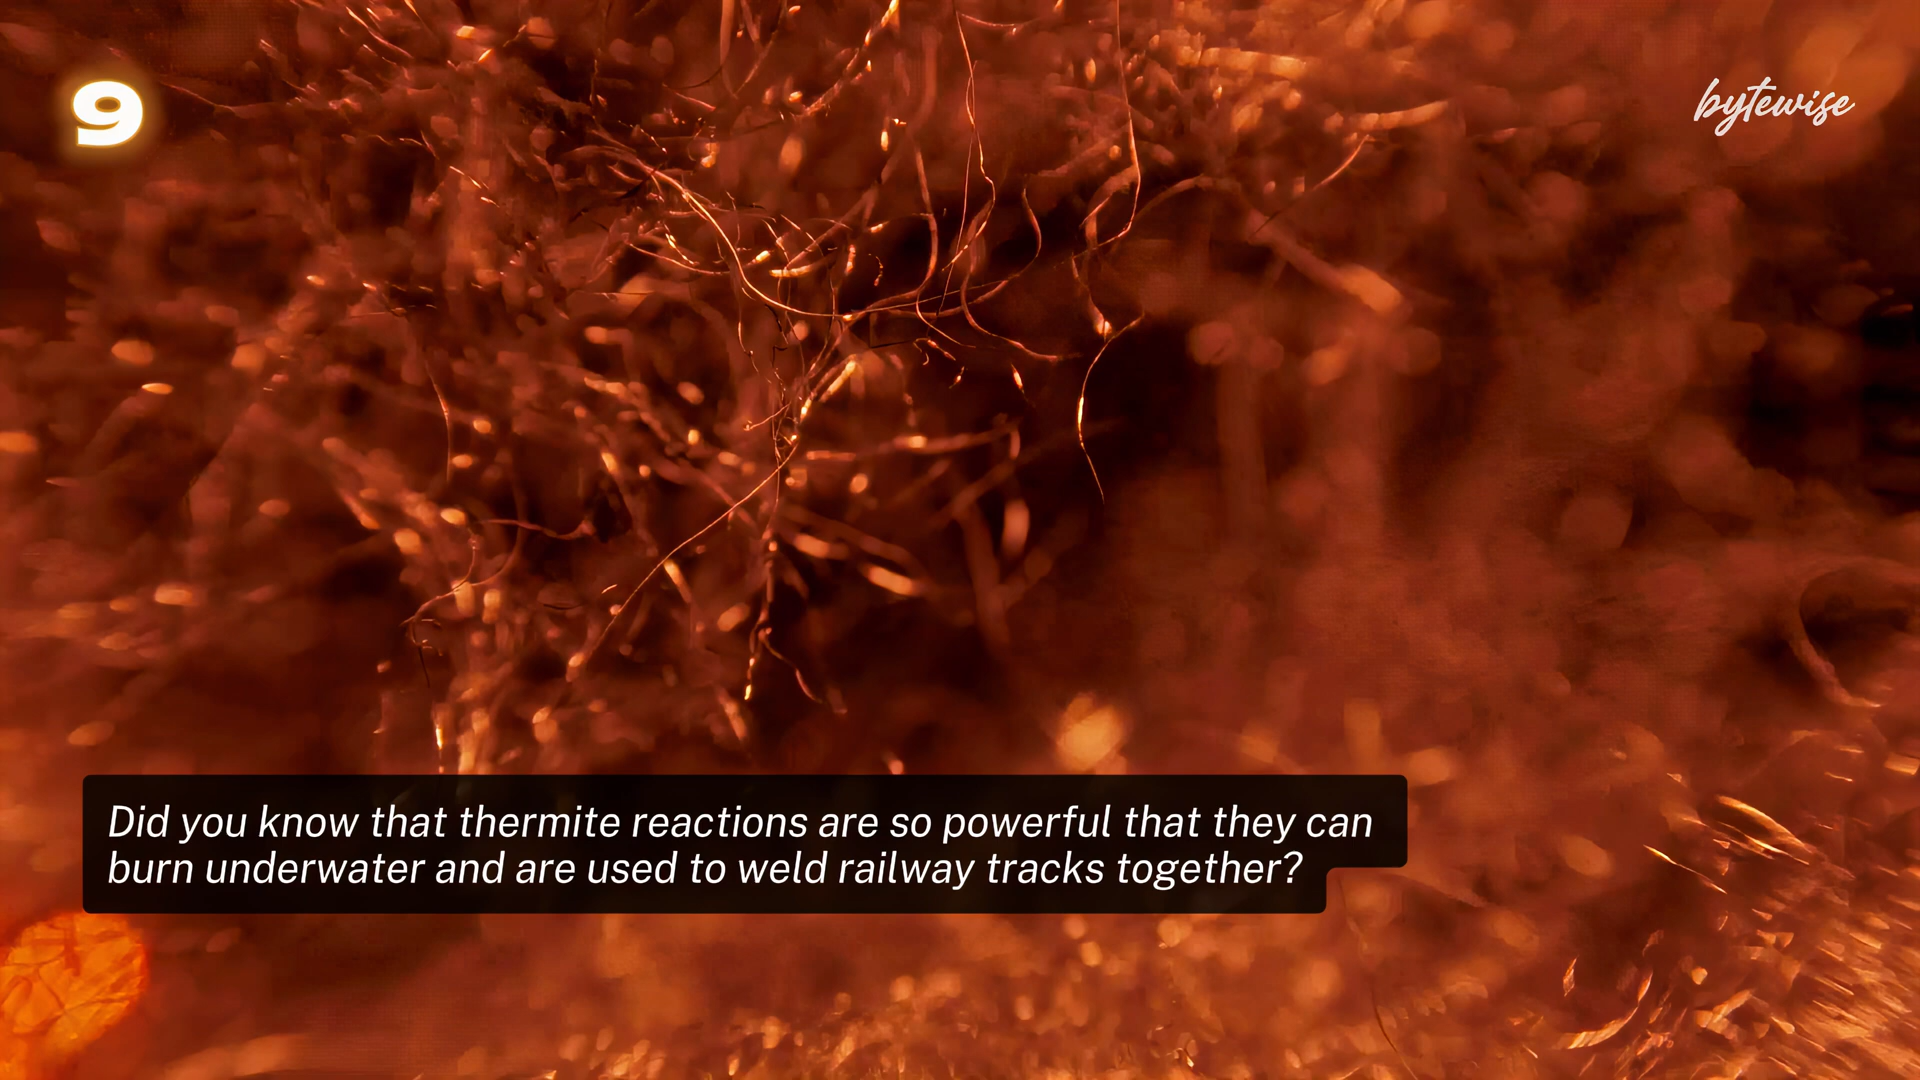 9
bytewise
Did you know that thermite reactions are so powerful that they can
burn underwater and are used to weld railway tracks together?